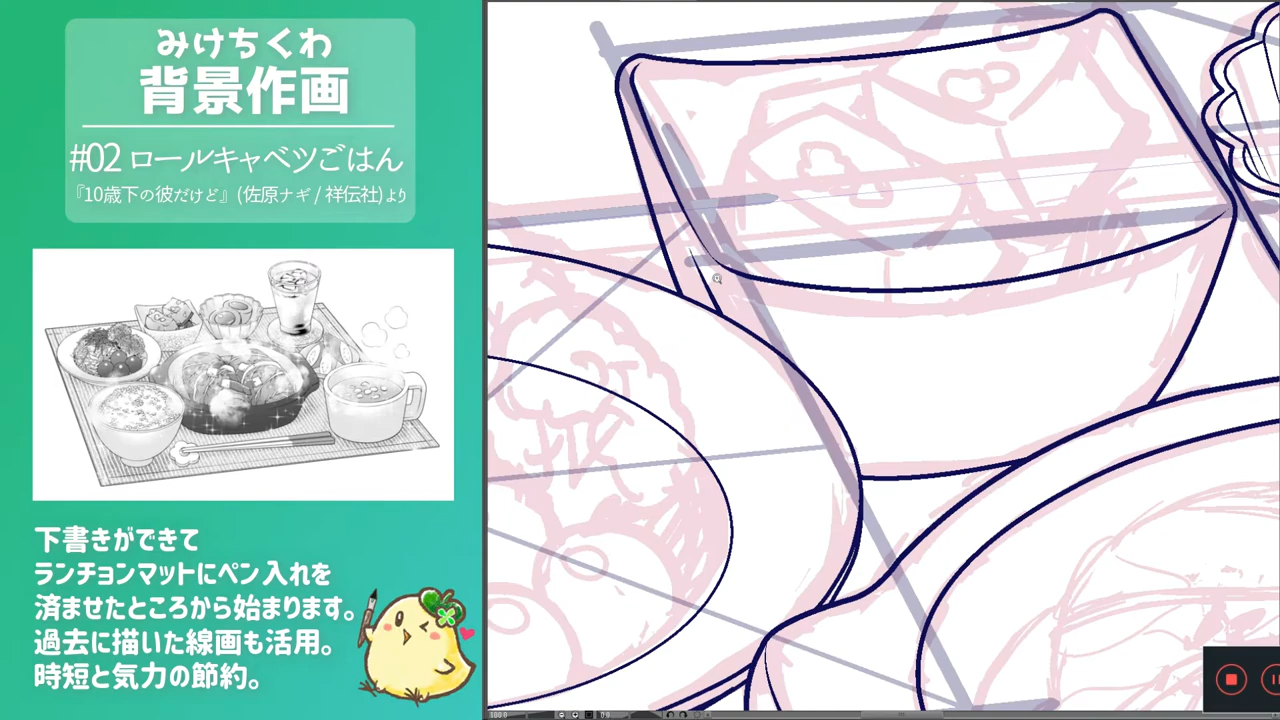 みけちくわ
背景作画
#02 ロールキャベツごはん
『10歳下の彼だけど』 (佐原ナギ / 祥伝社) より
下書きができて
ランチョンマットにペン入れを
済ませたところから始まります。
過去に描いた線画も活用。
時短と気力の節約。
100.0
0.0